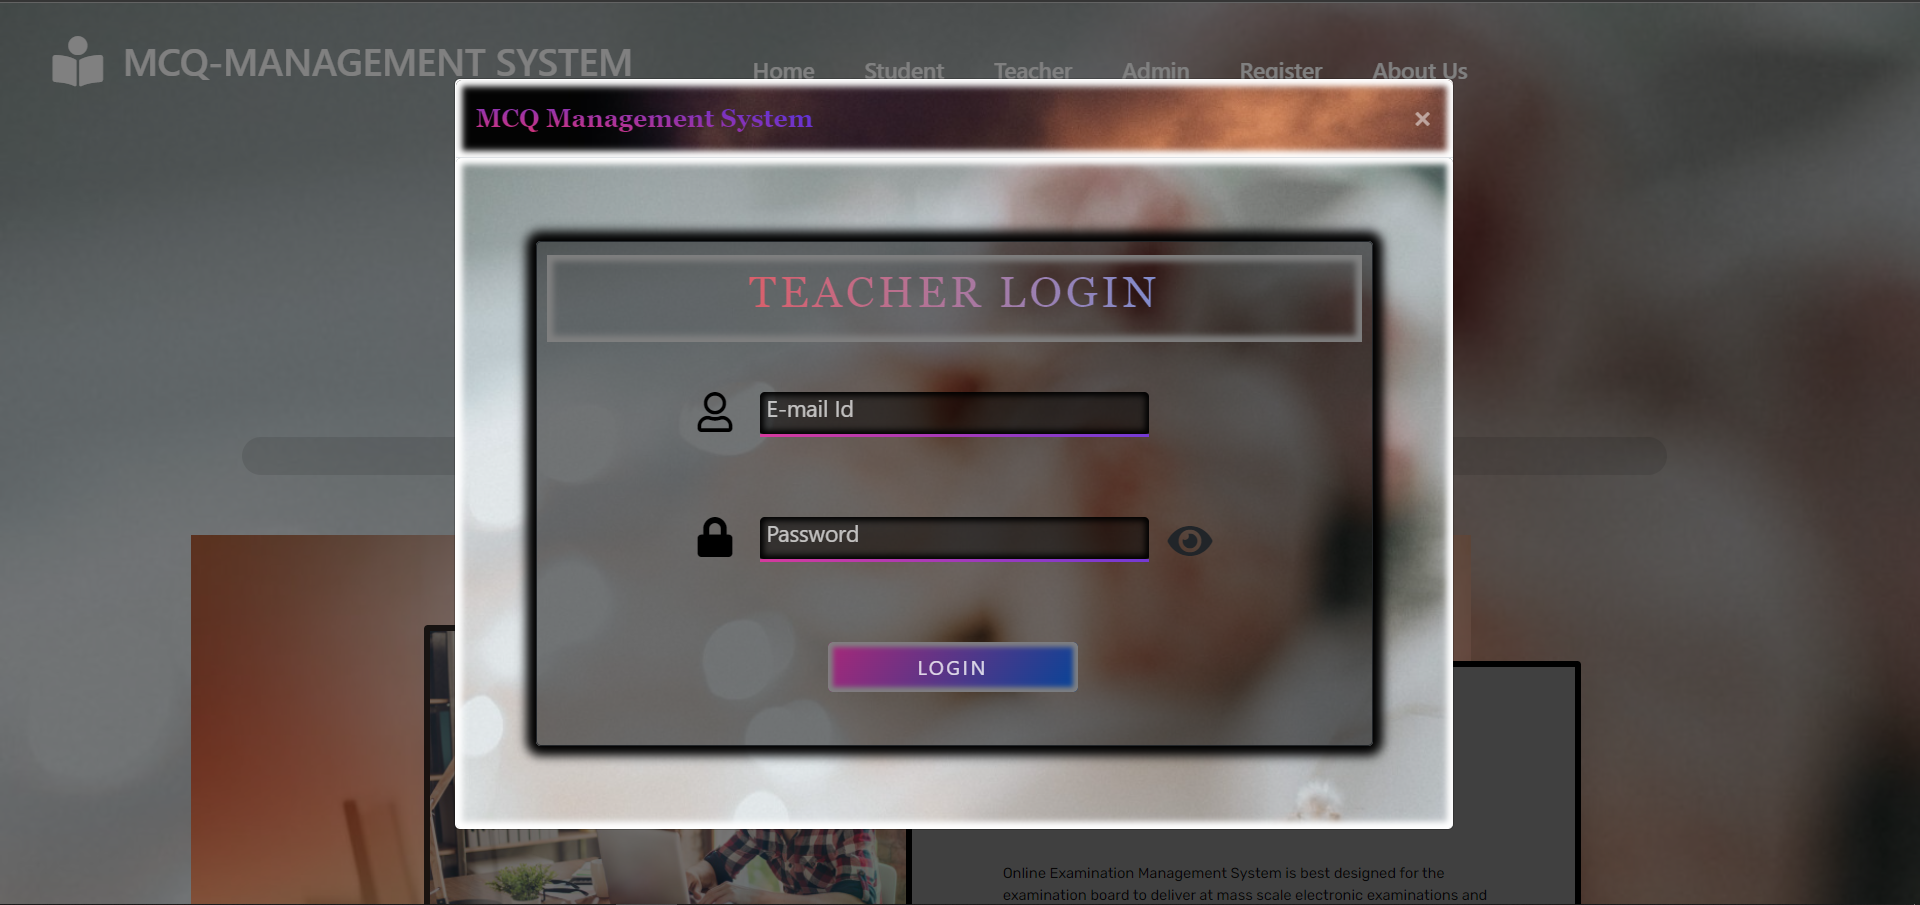 MCQ-MANAGEMENT SYSTEM
Home Student Teacher Admin Register About Us
MCQ Management System
×
TEACHER LOGIN
E-mail Id
Password
LOGIN
Online Examination Management System is best designed for the
examination board to deliver at mass scale electronic examinations and